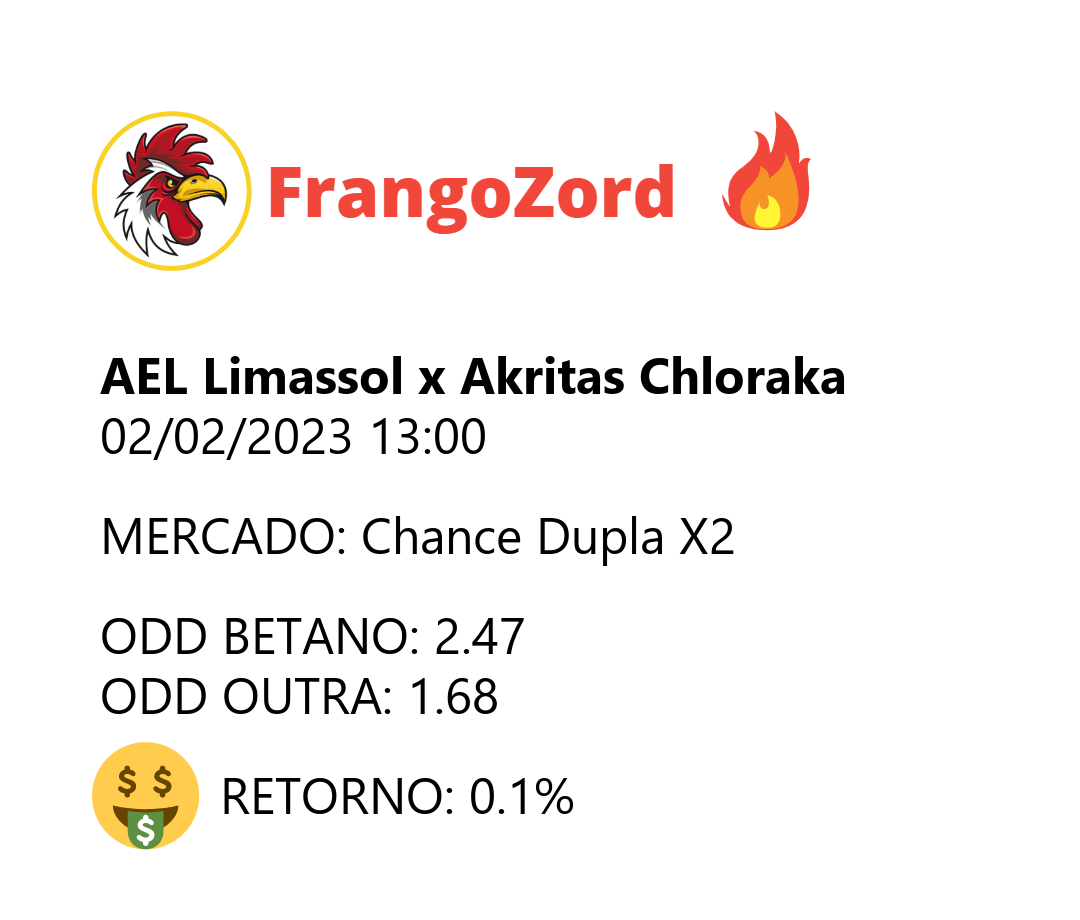 FrangoZord
AEL Limassol x Akritas Chloraka
02/02/2023 13:00
MERCADO: Chance Dupla X2
ODD BETANO: 2.47
ODD OUTRA: 1.68
RETORNO: 0.1%